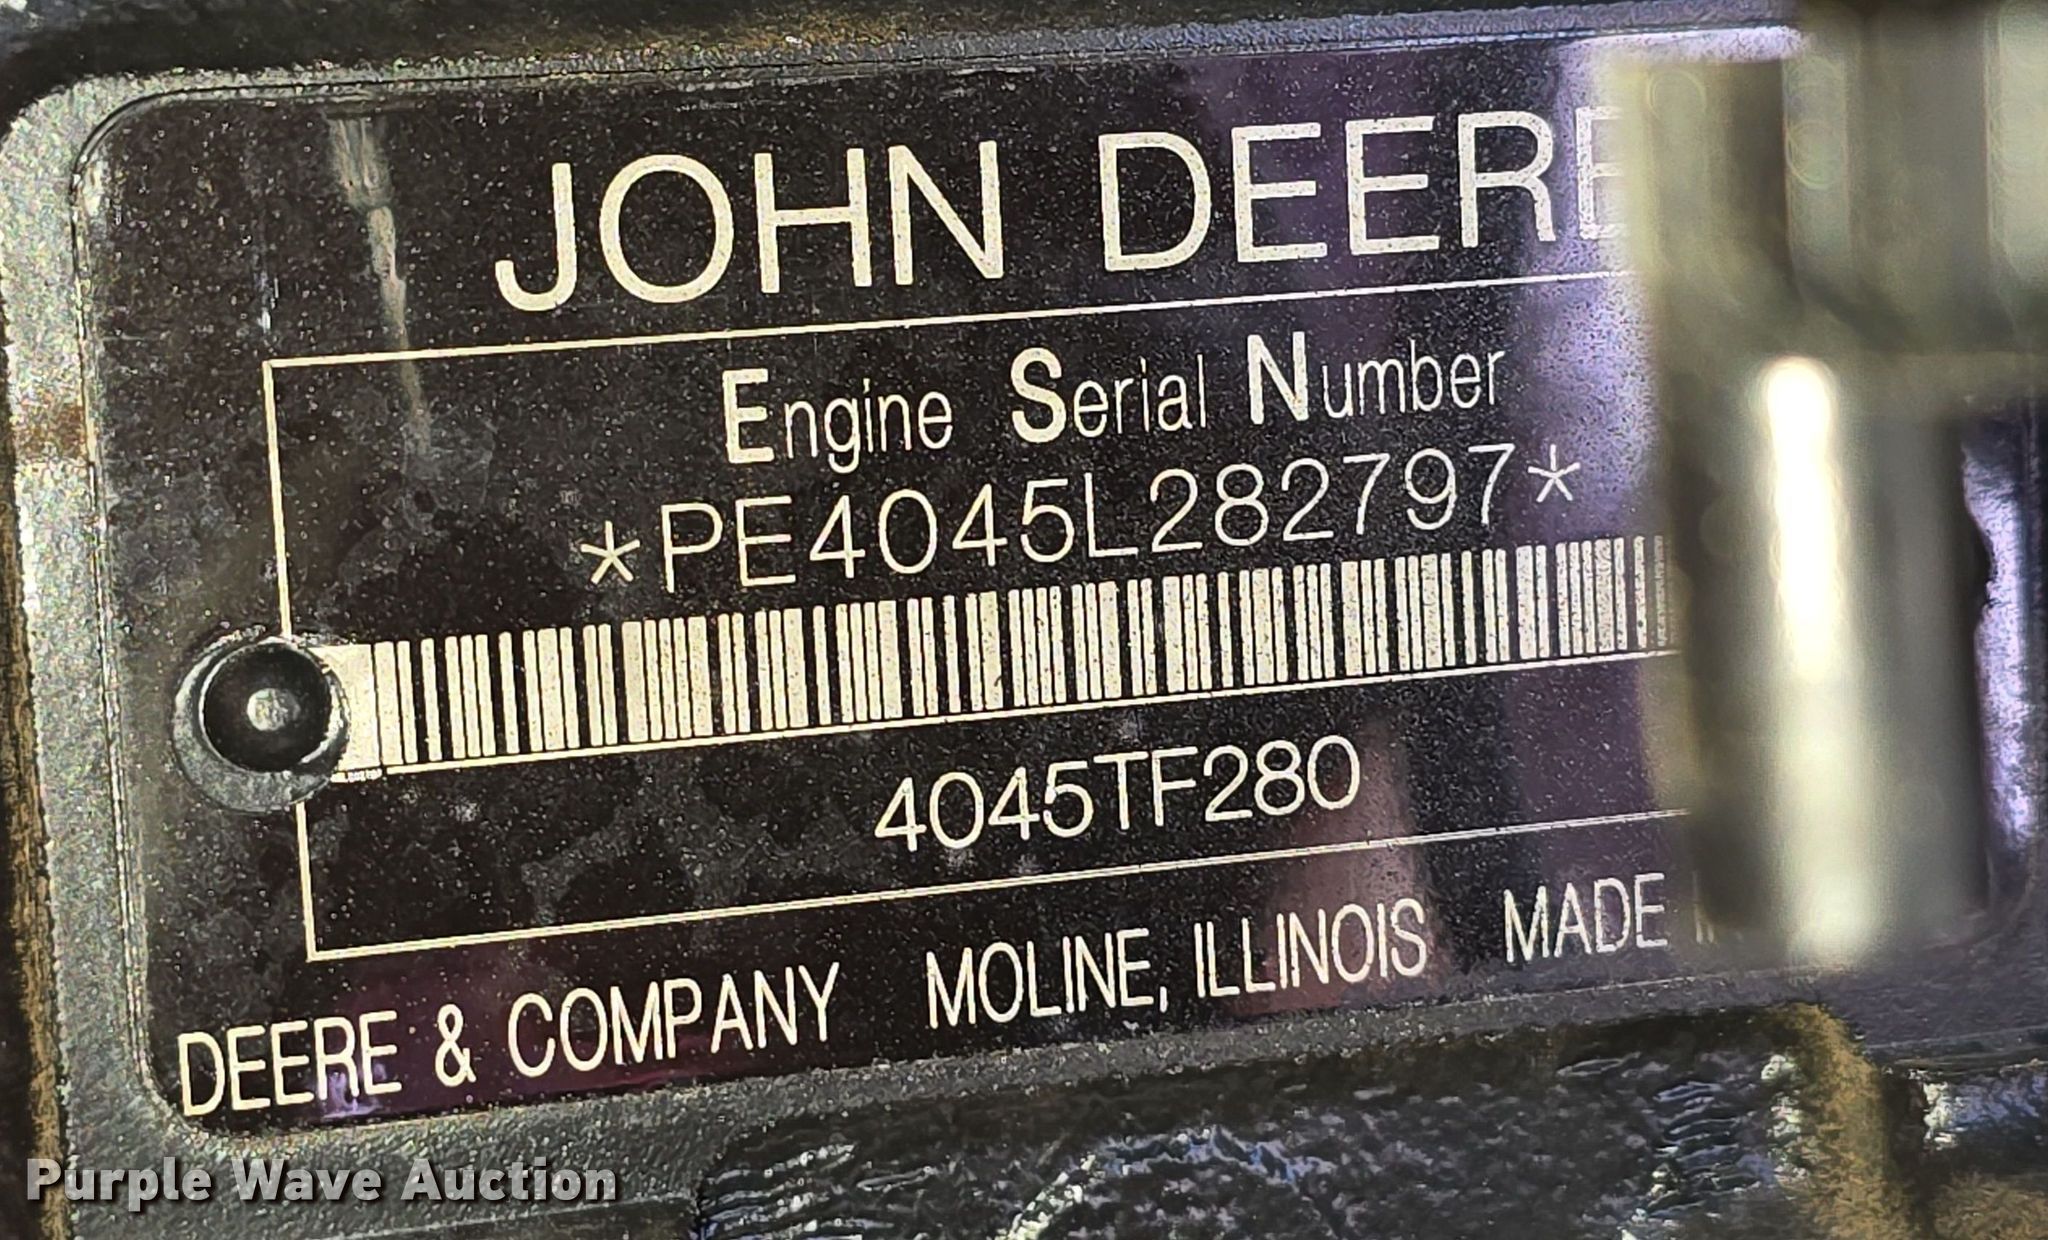 JOHN DEERE
Engine Serial Number
*PE4045L282797*
4045TF280
DEERE & COMPANY MOLINE, ILLINOIS MADE
Purple Wave Auction